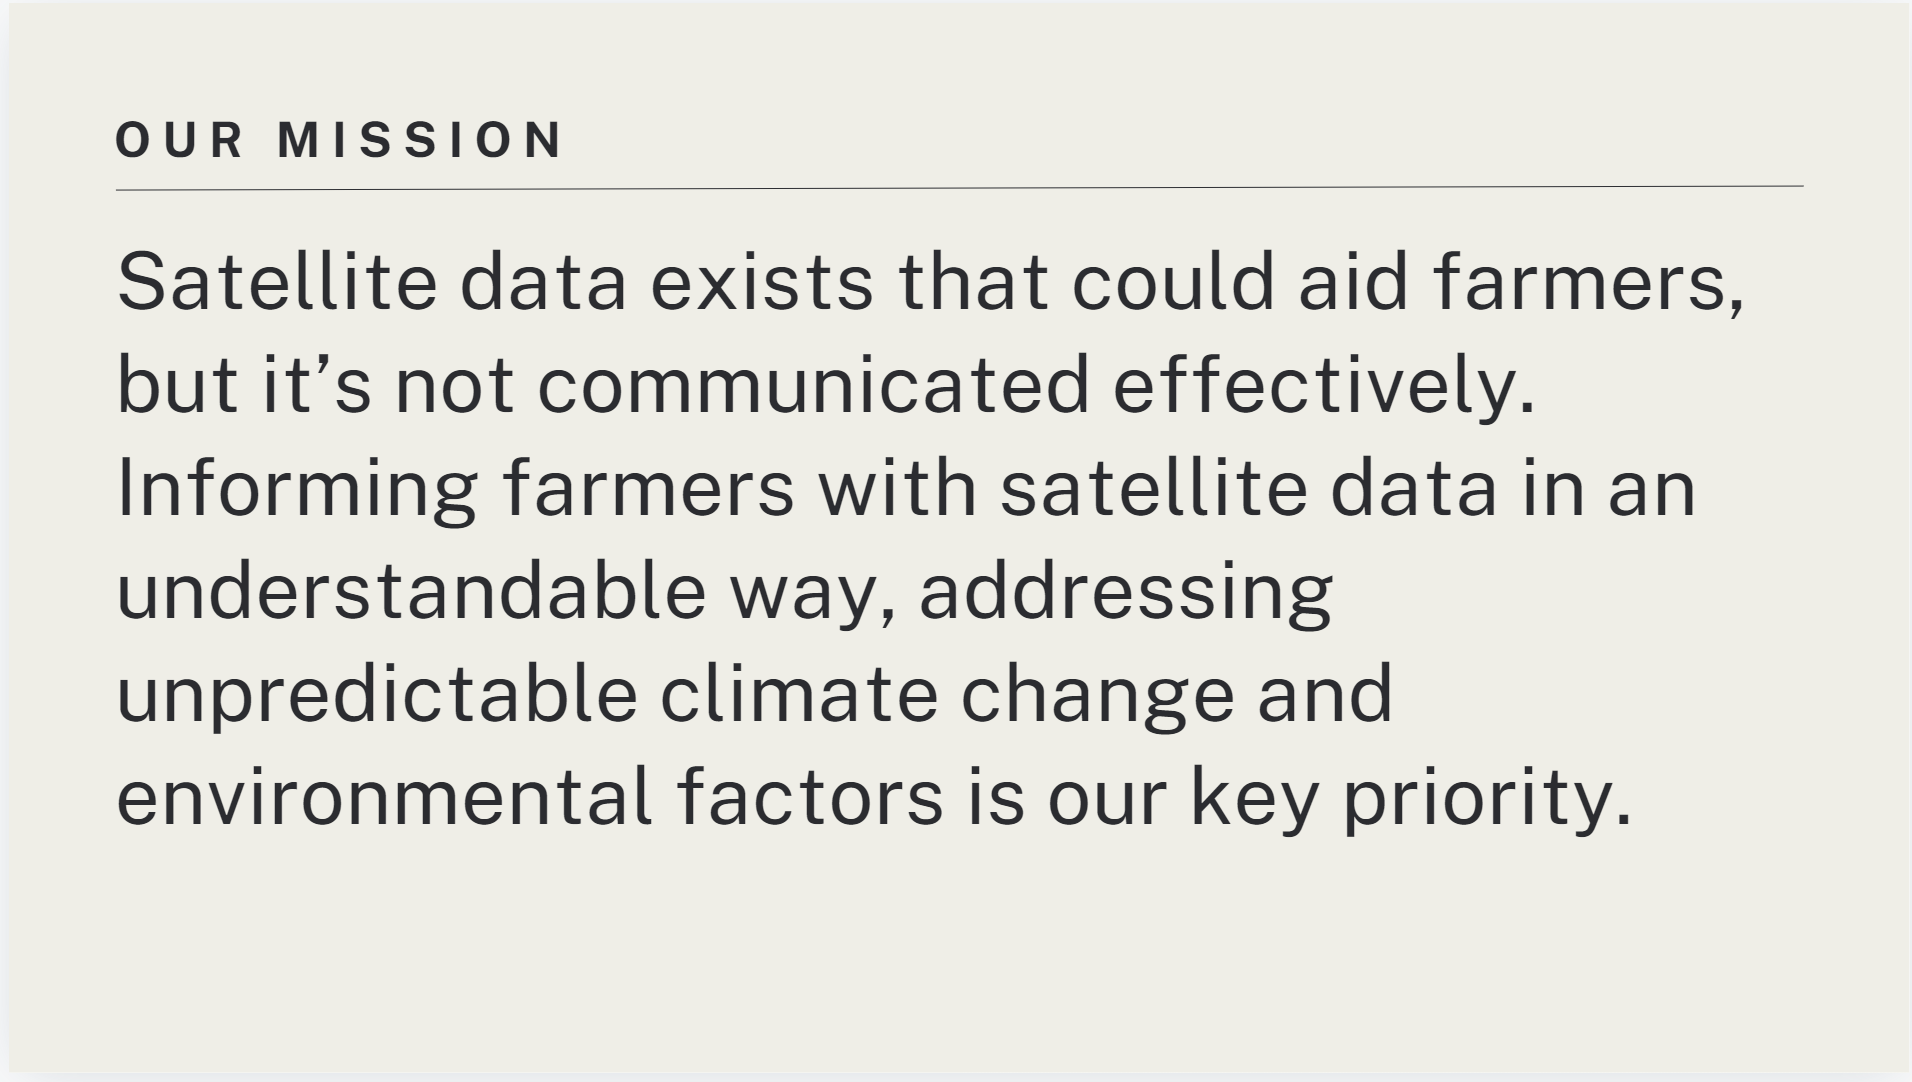 OUR MISSION
Satellite data exists that could aid farmers,
but it’s not communicated effectively.
Informing farmers with satellite data in an
understandable way, addressing
unpredictable climate change and
environmental factors is our key priority.